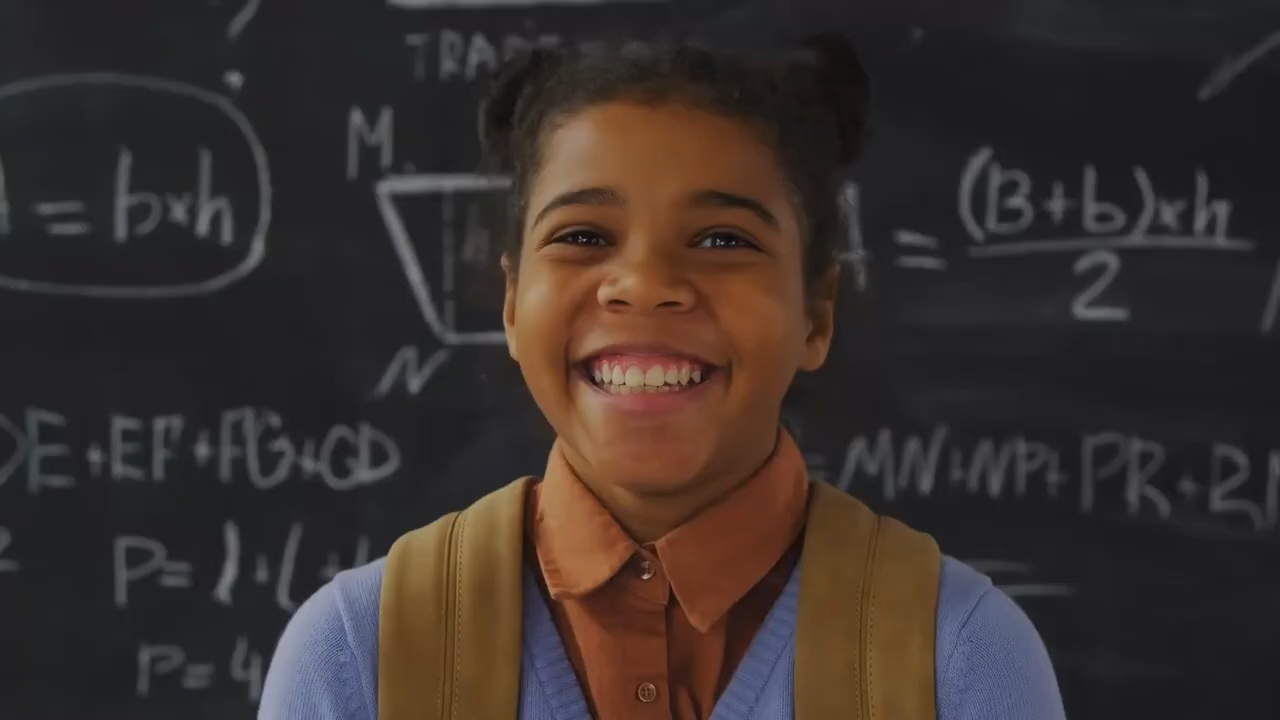 M
= b×h
= (B+b)×h
2
N
DE+EF+FG+GD
= MN+NP+PR+
P= l+l+
P= 4